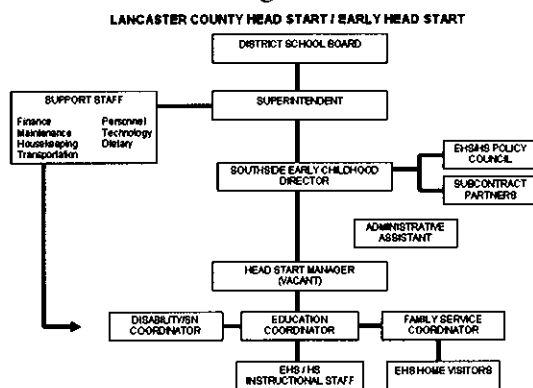 LANCASTER COUNTY HEAD START / EARLY HEAD START
DISTRICT SCHOOL BOARD
SUPPORT STAFF
Finance Personnel
Maintenance Technology
Housekeeping Dietary
Transportation
SUPERINTENDENT
EHS/HS POLICY
COUNCIL
SOUTHSIDE EARLY CHILDHOOD
DIRECTOR
SUBCONTRACT
PARTNERS
ADMINISTRATIVE
ASSISTANT
HEAD START MANAGER
(VACANT)
DISABILITY/SN
COORDINATOR
EDUCATION
COORDINATOR
FAMILY SERVICE
COORDINATOR
EHS / HS
INSTRUCTIONAL STAFF
EHS HOME VISITORS